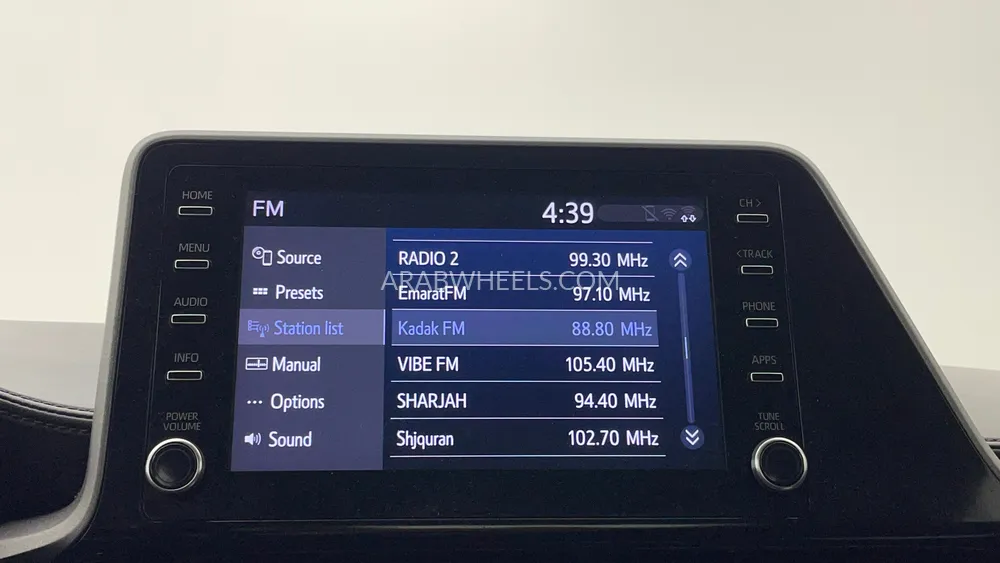 HOME
CH >
FM 4:39
MENU
<TRACK
Source
RADIO 2 99.30 MHz
ARABWHEELS.COM
Presets
EmaratFM 97.10 MHz
AUDIO
PHONE
Station list
Kadak FM 88.80 MHz
INFO
APPS
Manual
VIBE FM 105.40 MHz
Options
SHARJAH 94.40 MHz
POWER
VOLUME
TUNE
SCROLL
Sound
Shjquran 102.70 MHz